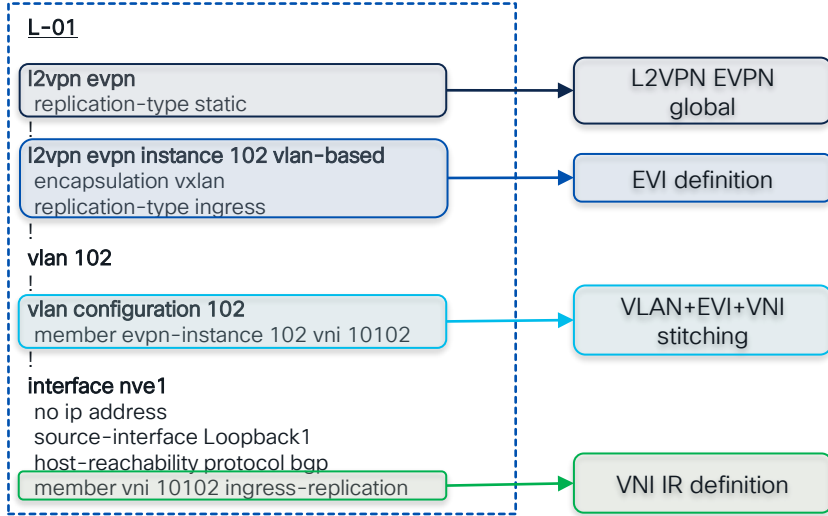 L-01
l2vpn evpn
replication-type static
!
l2vpn evpn instance 102 vlan-based
encapsulation vxlan
replication-type ingress
!
vlan 102
!
vlan configuration 102
member evpn-instance 102 vni 10102
!
interface nve1
no ip address
source-interface Loopback1
host-reachability protocol bgp
member vni 10102 ingress-replication
L2VPN EVPN
global
EVI definition
VLAN+EVI+VNI
stitching
VNI IR definition